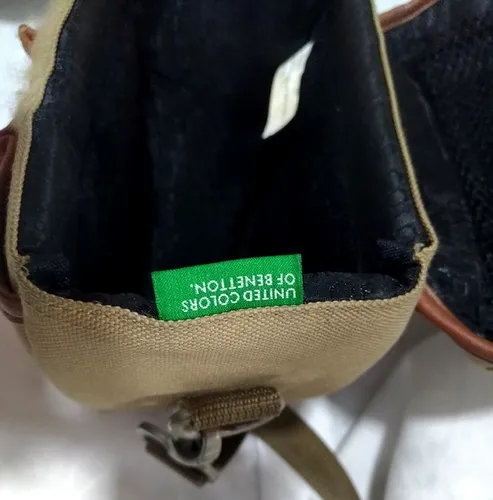 UNITED COLORS
OF BENETTON.